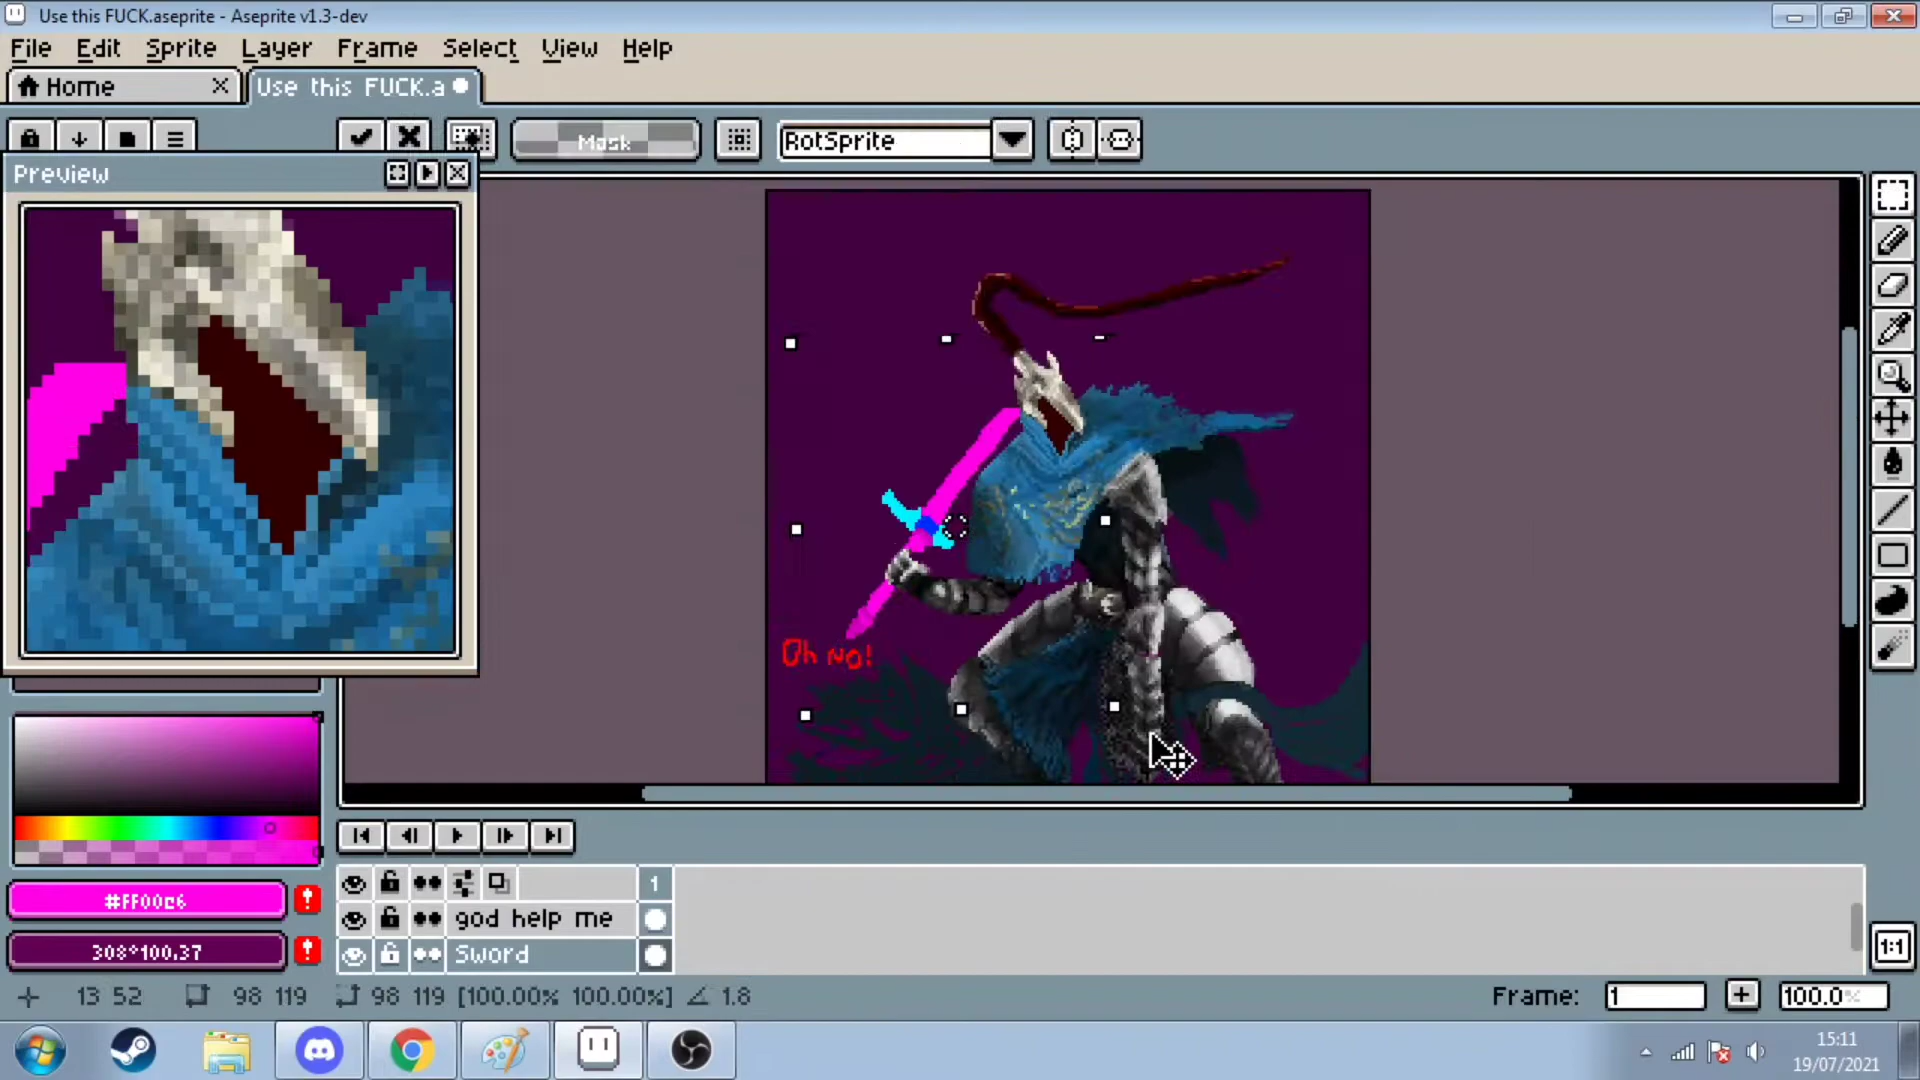 Use this FUCK.aseprite - Aseprite v1.3-dev
File Edit Sprite Layer Frame Select View Help
Home Use this FUCK.a
Mask RotSprite
Preview
Oh No!
#FF00c6
308°100.37
1
god help me
Sword
13 52 98 119 98 119 [100.00% 100.00%] 1.8
Frame: 1 + 100.0%
1:1
15:11
19/07/2021